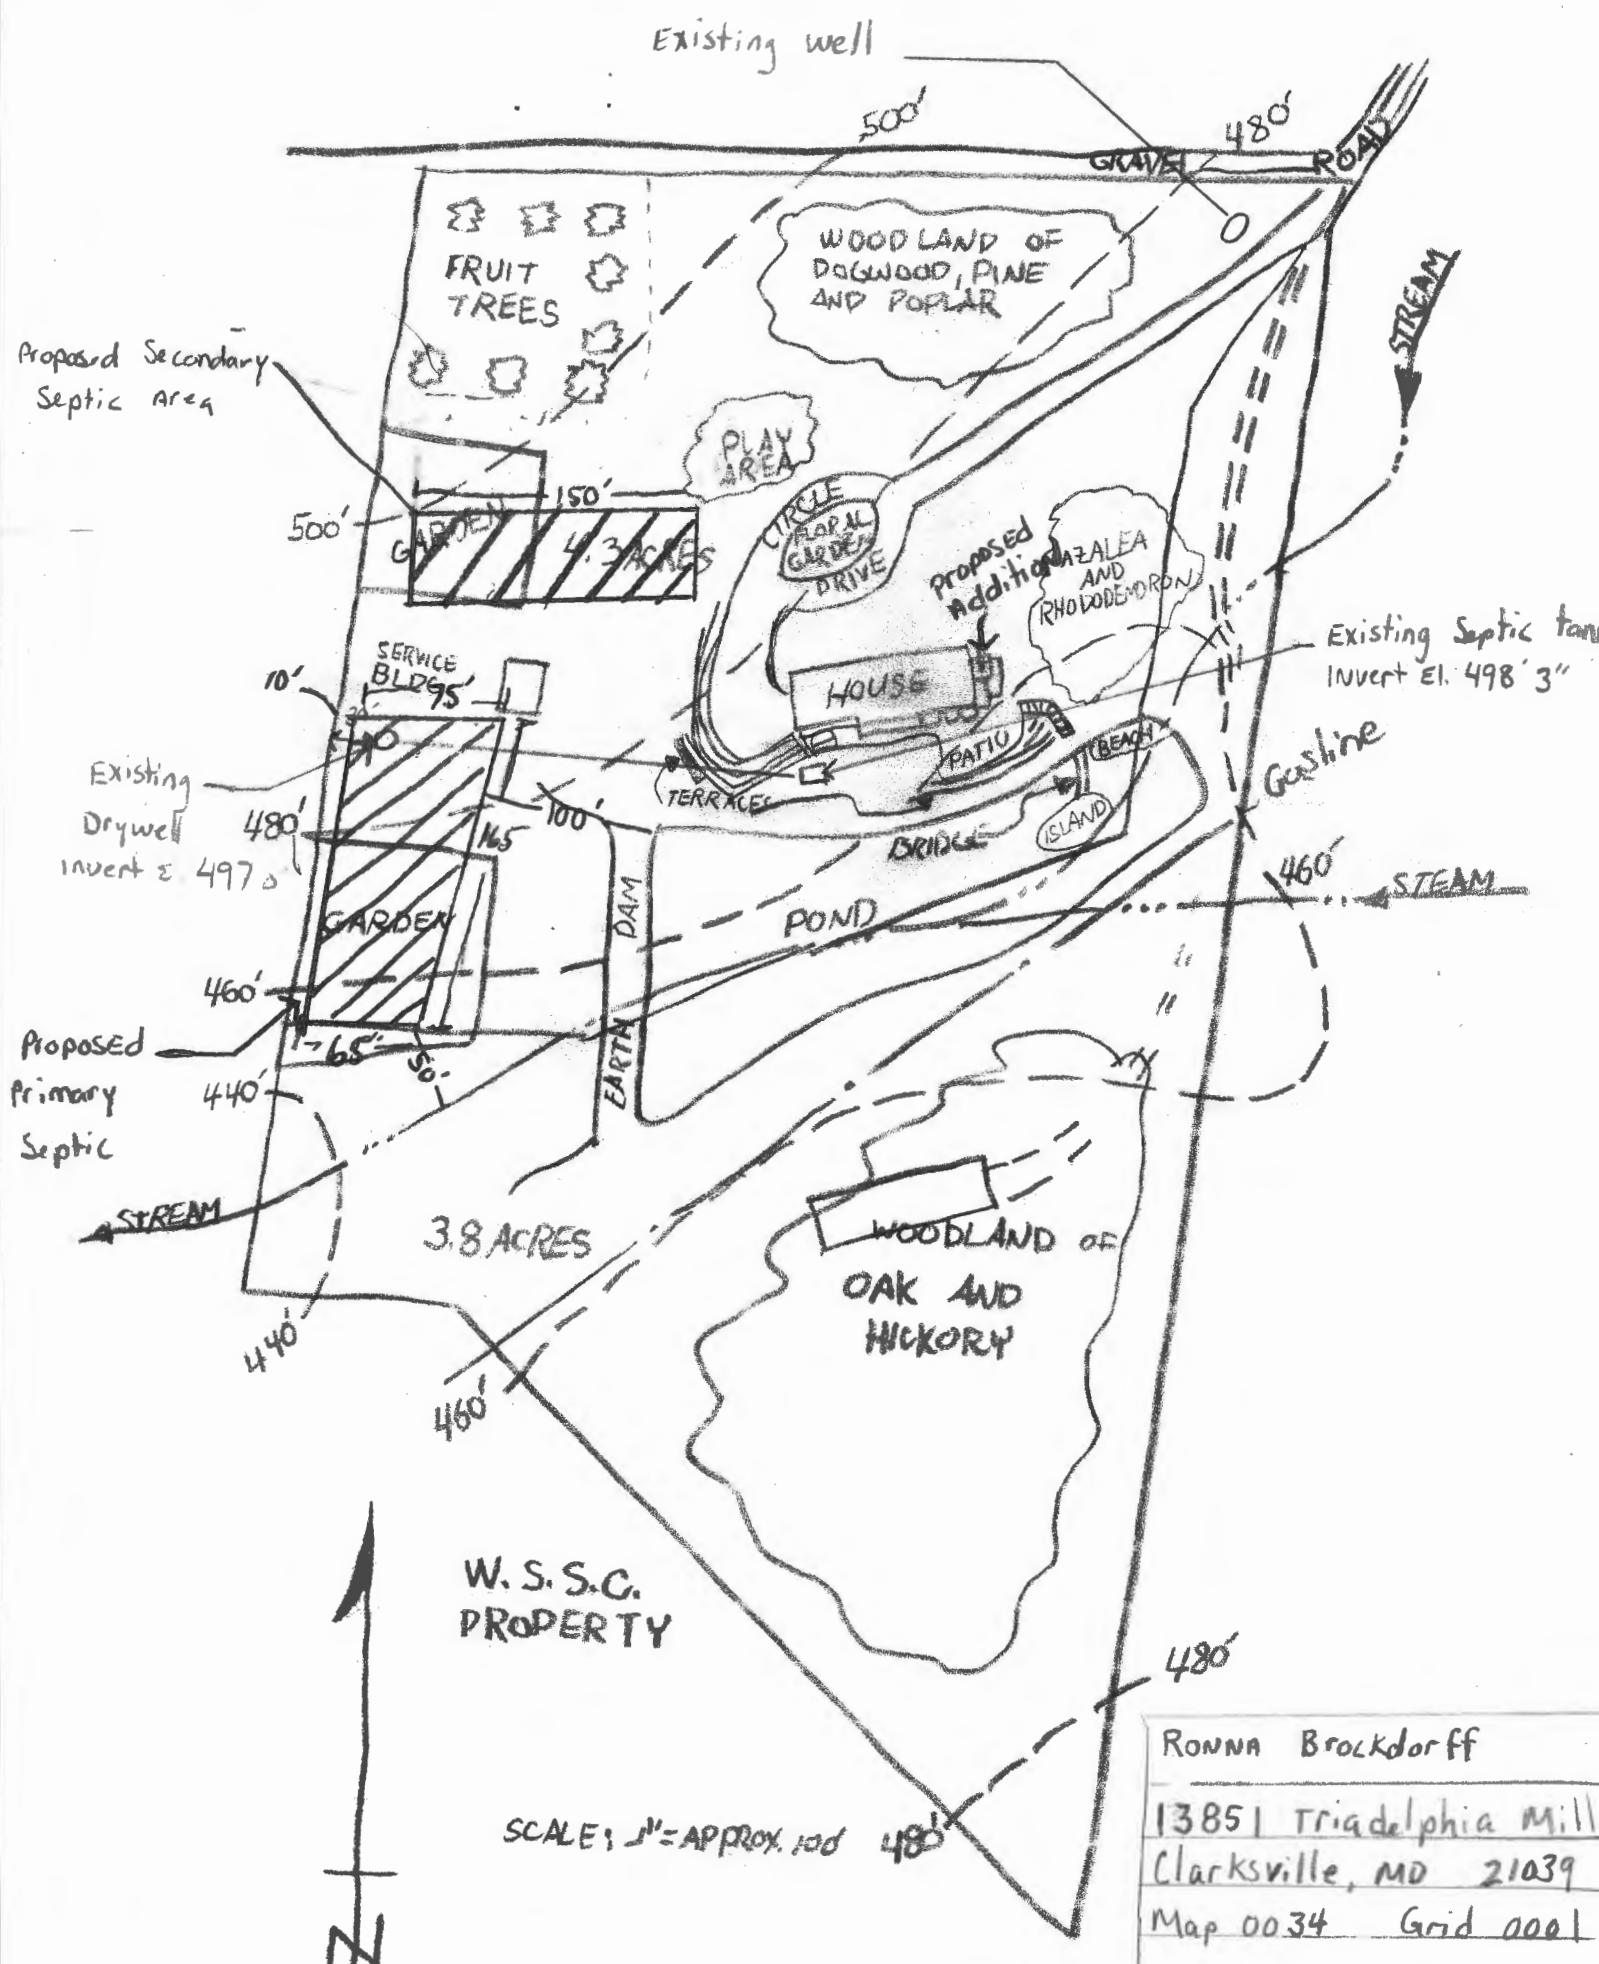 Existing well
500'
480'
GRAVEL ROAD
FRUIT
TREES
WOODLAND OF
DOGWOOD, PINE
AND POPLAR
STREAM
Proposed Secondary
Septic Area
PLAY
AREA
150'
500'
GARDEN
4.3 ACRES
CIRCLE
FLORAL
GARDEN
DRIVE
Proposed
Addition
AZALEA
AND
RHODODEMDRON
Existing Septic tan
Invert El. 498' 3"
SERVICE
BLDG
95'
10'
HOUSE
PATIO
BEACH
Gasline
Existing
Drywell
Invert
480'
TERRACES
100'
165
BRIDGE
ISLAND
460'
STEAM
GARDEN
DAM
POND
460'
Proposed
Primary
Septic
65'
50'
EARTH
440'
STREAM
3.8 ACRES
WOODLAND OF
OAK AND
HICKORY
440'
460'
W.S.S.C.
PROPERTY
480'
SCALE: 1"=APPROX. 100'
480'
RONNA Brockdorff
13851 Triadelphia Mill
Clarksville, MD 21039
Map 0034 Grid 0001
N